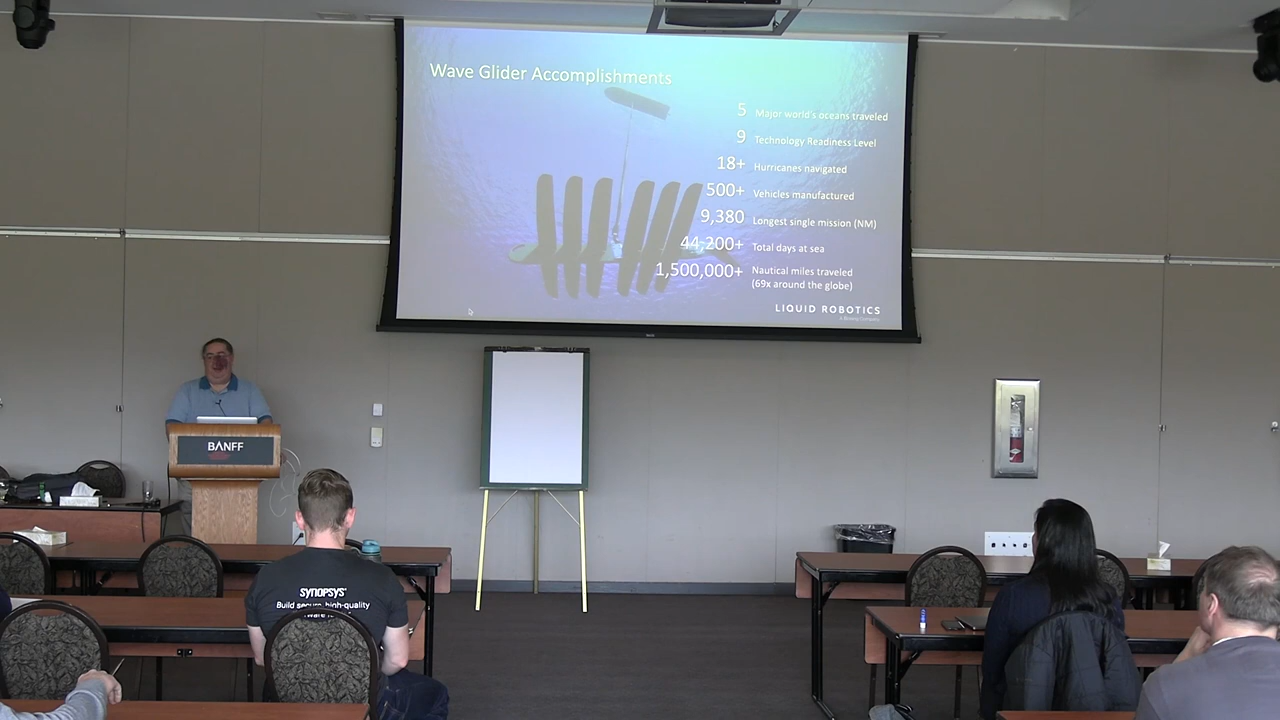 Wave Glider Accomplishments
5 Major world's oceans traveled
9 Technology Readiness Level
18+ Hurricanes navigated
500+ Vehicles manufactured
9,380 Longest single mission (NM)
44,200+ Total days at sea
1,500,000+ Nautical miles traveled
(69x around the globe)
LIQUID ROBOTICS
A Boeing Company
BANFF
SYNOPSYS
Build secure, high-quality